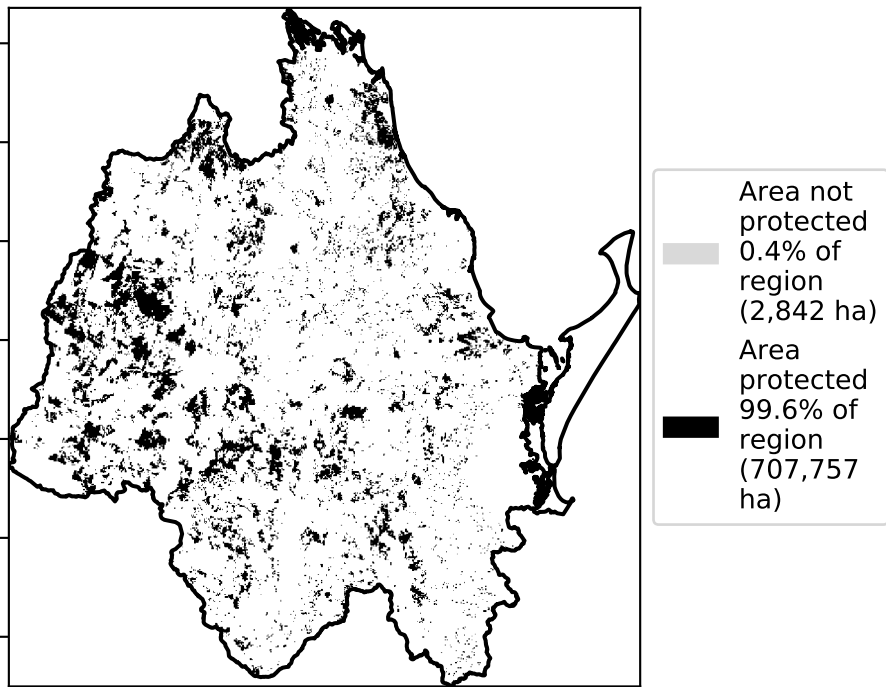 Area not
protected
0.4% of
region
(2,842 ha)
Area
protected
99.6% of
region
(707,757
ha)